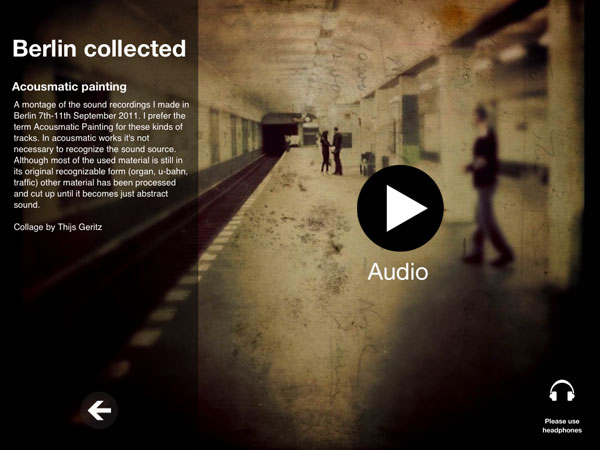 Berlin collected
Acousmatic painting
A montage of the sound recordings I made in
Berlin 7th-11th September 2011. I prefer the
term Acousmatic Painting for these kinds of
tracks. In acousmatic works it's not
necessary to recognize the sound source.
Although most of the used material is still in
its original recognizable form (organ, u-bahn,
traffic) other material has been processed
and cut up until it becomes just abstract
sound.
Collage by Thijs Geritz
Audio
Please use
headphones